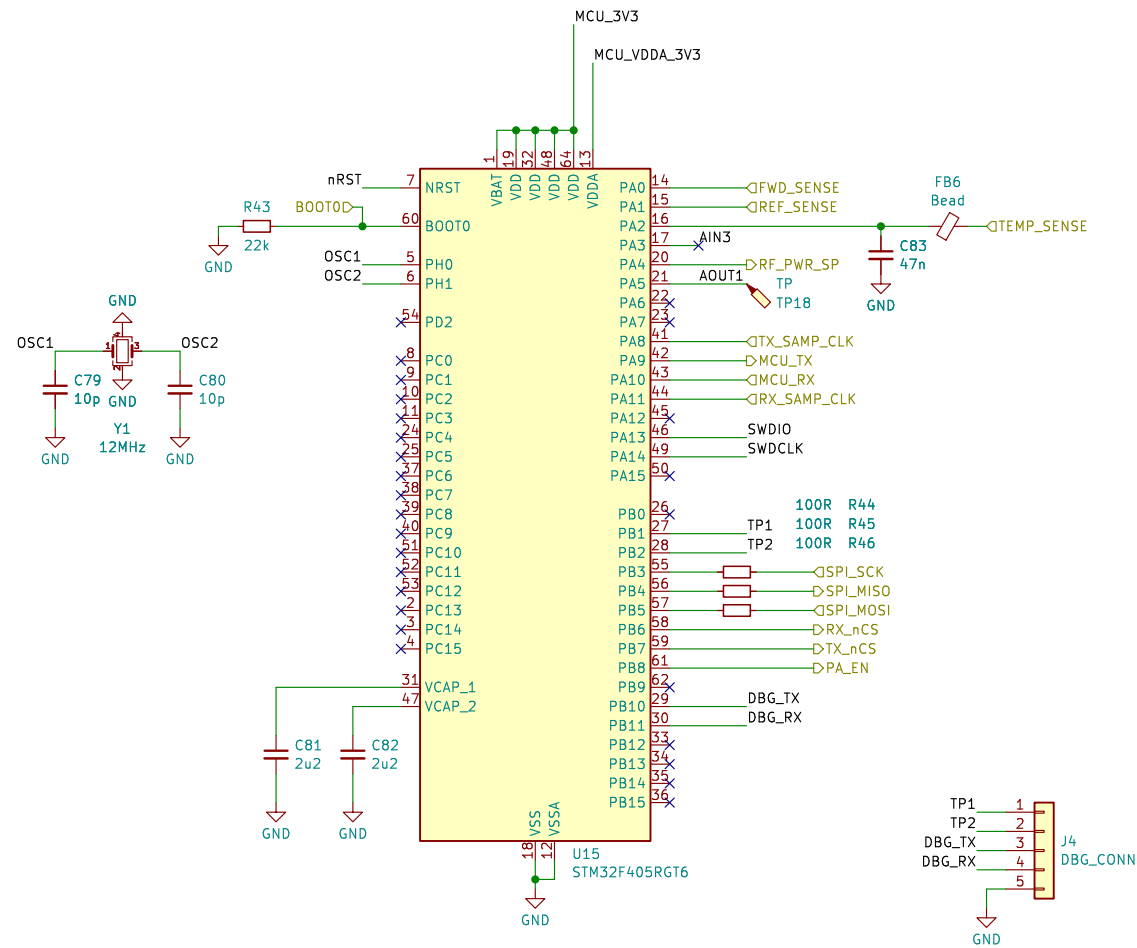 MCU_3V3
MCU_VDDA_3V3
1
19
32
48
64
13
VBAT
VDD
VDD
VDD
VDD
VDDA
nRST 7 NRST
R43
BOOT0
60 BOOT0
22k
GND
OSC1 5 PH0
OSC2 6 PH1
54 PD2
8 PC0
9 PC1
10 PC2
11 PC3
24 PC4
25 PC5
37 PC6
38 PC7
39 PC8
40 PC9
51 PC10
52 PC11
53 PC12
2 PC13
3 PC14
4 PC15
31 VCAP_1
47 VCAP_2
PA0 14 FWD_SENSE
PA1 15 REF_SENSE
PA2 16
PA3 17 AIN3
PA4 20 RF_PWR_SP
PA5 21 AOUT1
TP
TP18
PA6 22
PA7 23
PA8 41 TX_SAMP_CLK
PA9 42 MCU_TX
PA10 43 MCU_RX
PA11 44 RX_SAMP_CLK
PA12 45
PA13 46 SWDIO
PA14 49 SWDCLK
PA15 50
FB6
Bead
TEMP_SENSE
C83
47n
GND
100R R44
100R R45
100R R46
PB0 26
PB1 27 TP1
PB2 28 TP2
PB3 55 SPI_SCK
PB4 56 SPI_MISO
PB5 57 SPI_MOSI
PB6 58 RX_nCS
PB7 59 TX_nCS
PB8 61 PA_EN
PB9 62
PB10 29 DBG_TX
PB11 30 DBG_RX
PB12 33
PB13 34
PB14 35
PB15 36
GND
4
OSC1
1
3
OSC2
2
C79
10p
C80
10p
GND
Y1
12MHz
GND
GND
C81
2u2
C82
2u2
GND
GND
VSS
VSSA
18
12
U15
STM32F405RGT6
GND
TP1 1
TP2 2
DBG_TX 3
DBG_RX 4
5
J4
DBG_CONN
GND